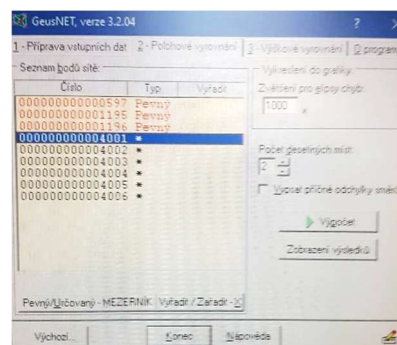 GeusNET, verze 3.2.04
1 - Příprava vstupních dat 2 - Polohové vyrovnání 3 - Výškové vyrovnání O program
Seznam bodů sítě:
Číslo Typ Vyřadit
000000000000597 Pevný
000000000001195 Pevný
000000000001196 Pevný
000000000004001 *
000000000004002 *
000000000004003 *
000000000004004 *
000000000004005 *
000000000004006 *
Pevný/Určovaný - MEZERNÍK Vyřadit / Zařadit - X
Vykreslení do grafiky:
Zvětšení pro elipsy chyb:
1000 x
Počet desetinných míst:
2
Vypsat příčné odchylky směrů
Výpočet
Zobrazení výsledků
Výchozí... Konec Nápověda